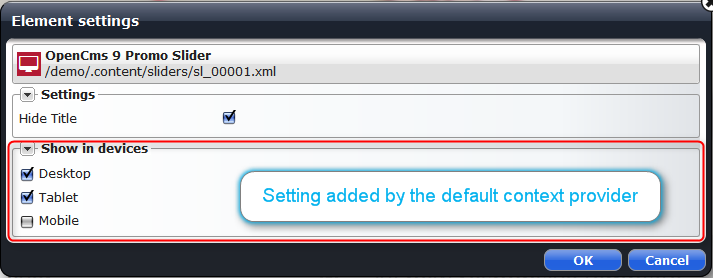 Element settings
OpenCms 9 Promo Slider
/demo/.content/sliders/sl_00001.xml
Settings
Hide Title
Show in devices
Desktop
Tablet
Mobile
Setting added by the default context provider
OK
Cancel